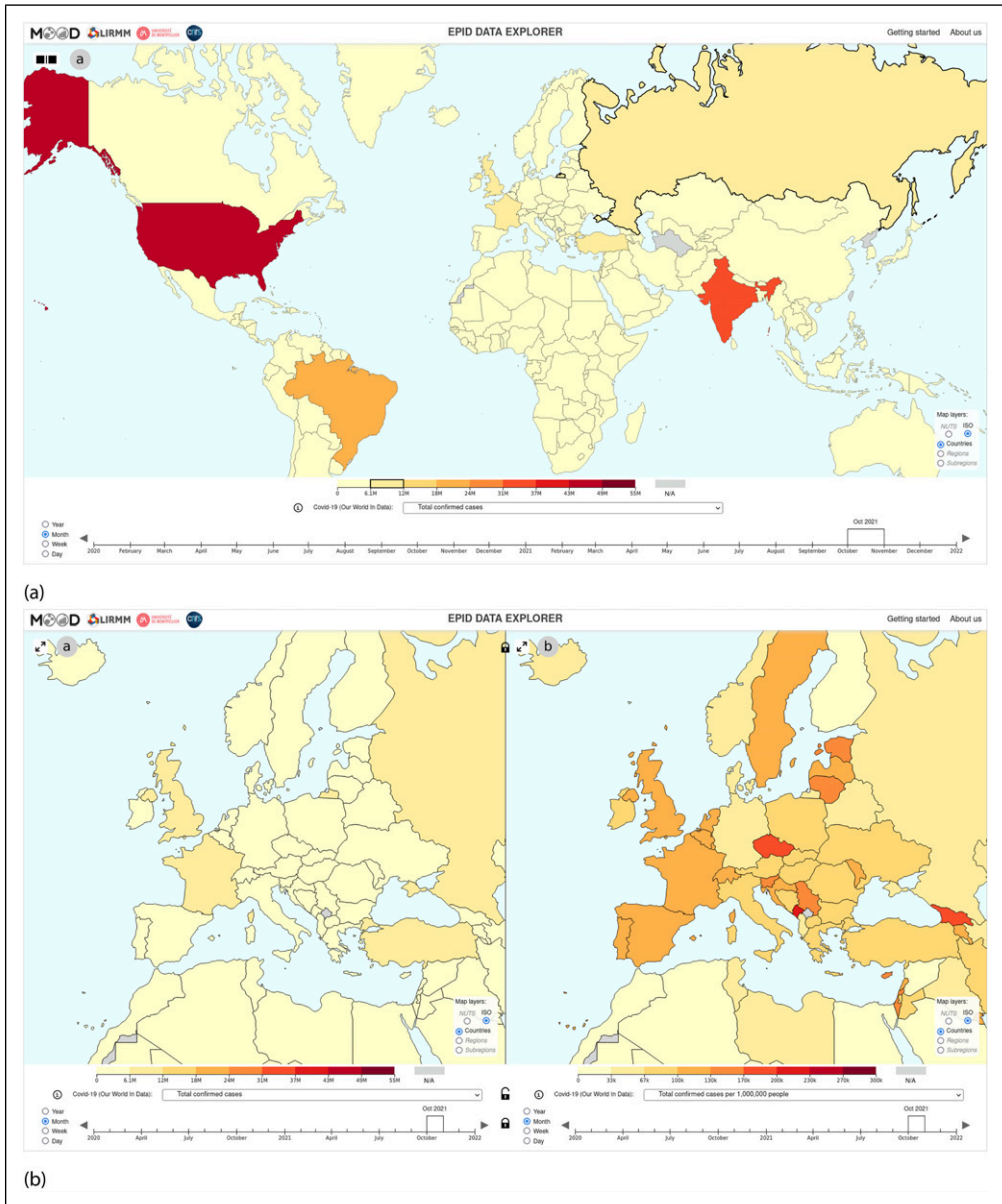 MOOD LIRMM UNIVERSITÉ DE MONTPELLIER cnrs EPID DATA EXPLORER Getting started About us
a
Map layers:
NUTS ISO
Countries
Regions
Subregions
0 6.1M 12M 18M 24M 31M 37M 43M 49M 55M N/A
Covid-19 (Our World In Data): Total confirmed cases
Oct 2021
Year
Month
Week
Day
2020 February March April May June July August September October November December 2021 February March April May June July August September October November December 2022
(a)
MOOD LIRMM UNIVERSITÉ DE MONTPELLIER cnrs EPID DATA EXPLORER Getting started About us
a b
Map layers: Map layers:
NUTS ISO NUTS ISO
Countries Countries
Regions Regions
Subregions Subregions
0 6.1M 12M 18M 24M 31M 37M 43M 49M 55M N/A 0 33k 67k 100k 130k 170k 200k 230k 270k 300k N/A
Covid-19 (Our World In Data): Total confirmed cases Covid-19 (Our World In Data): Total confirmed cases per 1,000,000 people
Oct 2021 Oct 2021
Year Year
Month Month
Week Week
Day Day
2020 April July October 2021 April July October 2022 2020 April July October 2021 April July October 2022
(b)